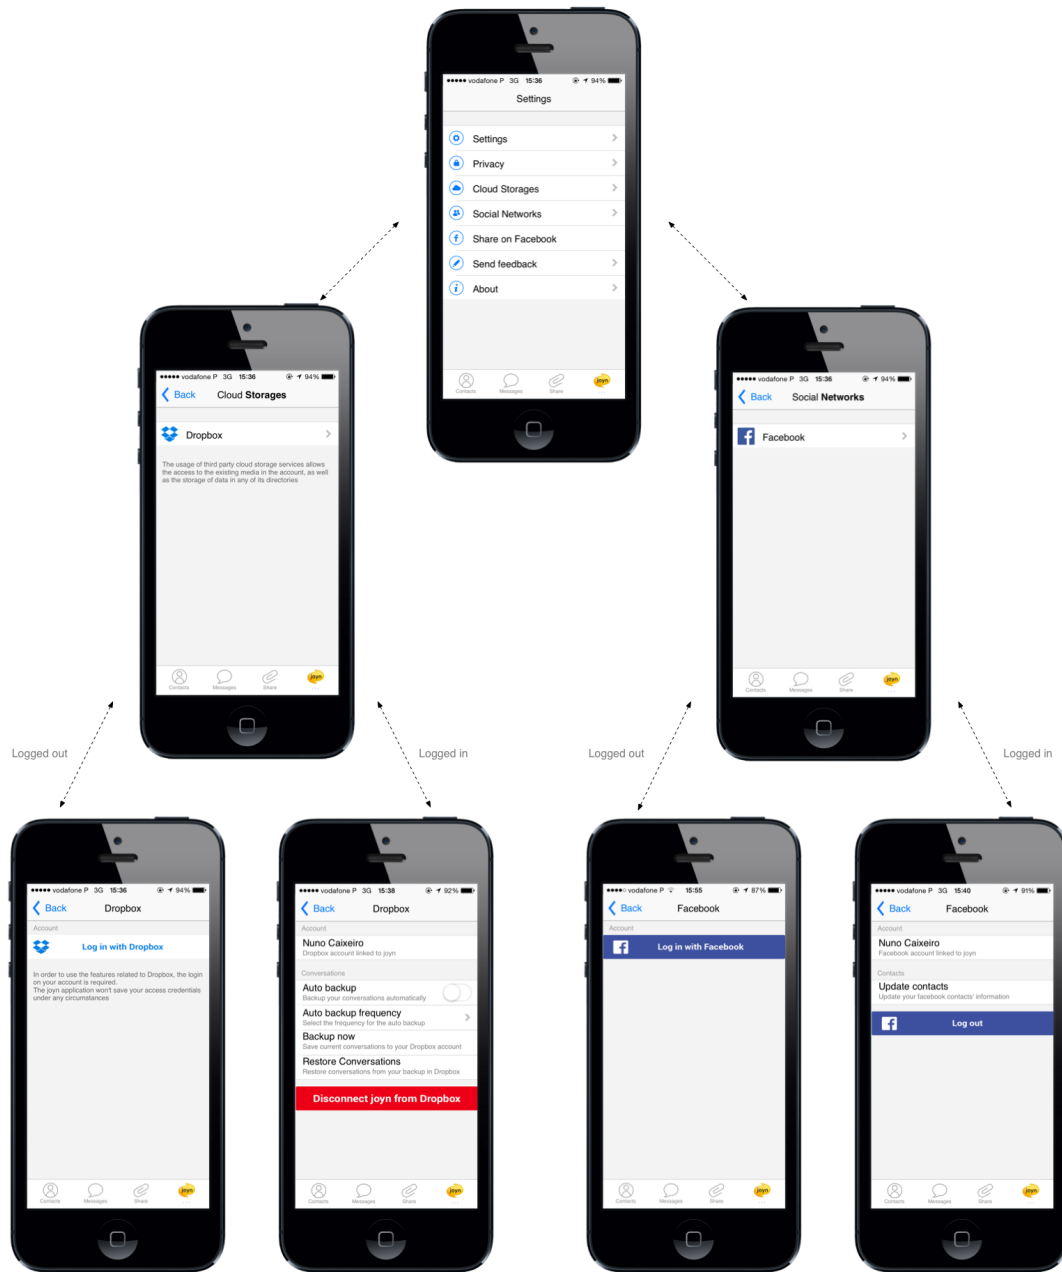 vodafone P 3G 15:36 94%
Settings
Settings
Privacy
Cloud Storages
Social Networks
Share on Facebook
Send feedback
About
Contacts Messages Share joyn
vodafone P 3G 15:36 94%
Back Cloud Storages
Dropbox
The usage of third party cloud storage services allows
the access to the existing media in the account, as well
as the storage of data in any of its directories
Contacts Messages Share joyn
vodafone P 3G 15:36 94%
Back Social Networks
Facebook
Contacts Messages Share joyn
Logged out
Logged in
Logged out
Logged in
vodafone P 3G 15:36 94%
Back Dropbox
Account
Log in with Dropbox
In order to use the features related to Dropbox, the login
on your account is required.
The joyn application won't save your access credentials
under any circumstances
Contacts Messages Share joyn
vodafone P 3G 15:38 92%
Back Dropbox
Account
Nuno Caixeiro
Dropbox account linked to joyn
Conversations
Auto backup
Backup your conversations automatically
Auto backup frequency
Select the frequency for the auto backup
Backup now
Save current conversations to your Dropbox account
Restore Conversations
Restore conversations from your backup in Dropbox
Disconnect joyn from Dropbox
Contacts Messages Share joyn
vodafone P 15:55 87%
Back Facebook
Account
Log in with Facebook
Contacts Messages Share joyn
vodafone P 3G 15:40 91%
Back Facebook
Account
Nuno Caixeiro
Facebook account linked to joyn
Contacts
Update contacts
Update your facebook contacts' information
Log out
Contacts Messages Share joyn